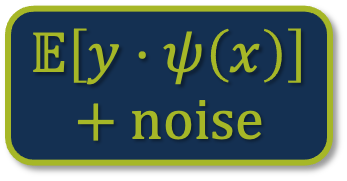 𝔼[𝑦 · 𝜓(𝑥)]
+ noise